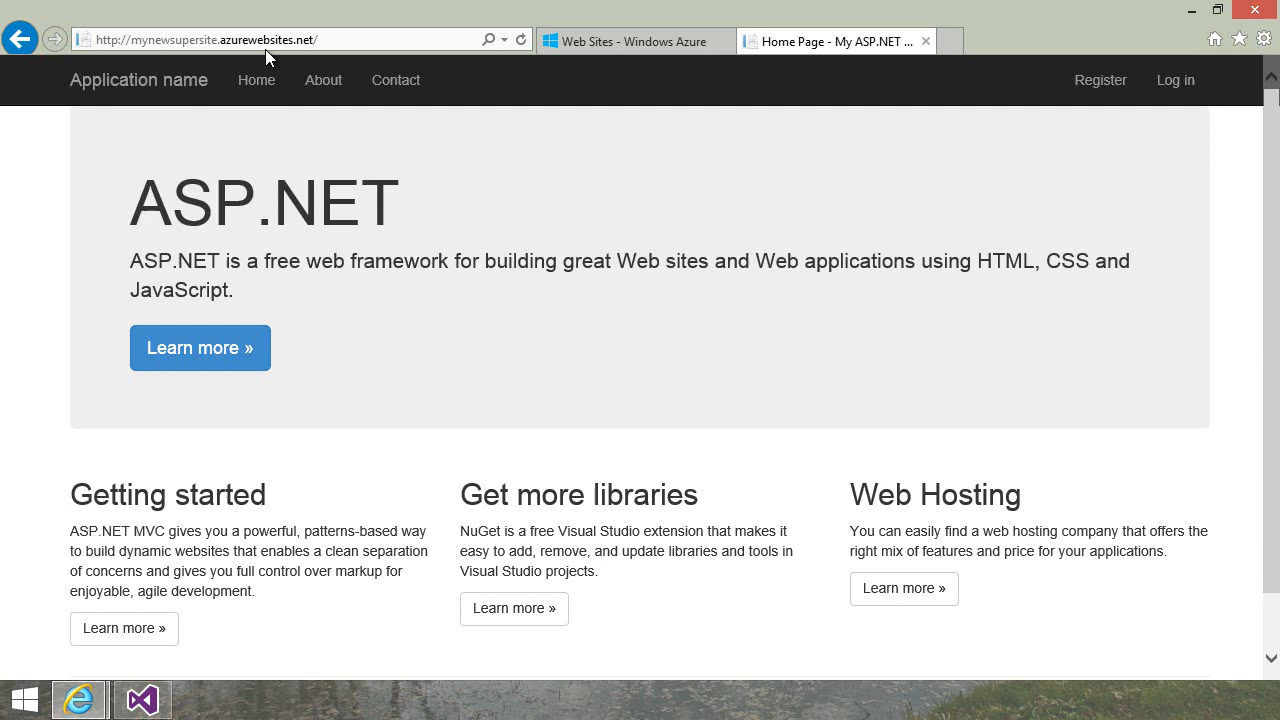 http://mynewsupersite.azurewebsites.net/
Web Sites - Windows Azure
Home Page - My ASP.NET ...
Application name
Home
About
Contact
Register
Log in
ASP.NET
ASP.NET is a free web framework for building great Web sites and Web applications using HTML, CSS and
JavaScript.
Learn more »
Getting started
ASP.NET MVC gives you a powerful, patterns-based way
to build dynamic websites that enables a clean separation
of concerns and gives you full control over markup for
enjoyable, agile development.
Learn more »
Get more libraries
NuGet is a free Visual Studio extension that makes it
easy to add, remove, and update libraries and tools in
Visual Studio projects.
Learn more »
Web Hosting
You can easily find a web hosting company that offers the
right mix of features and price for your applications.
Learn more »